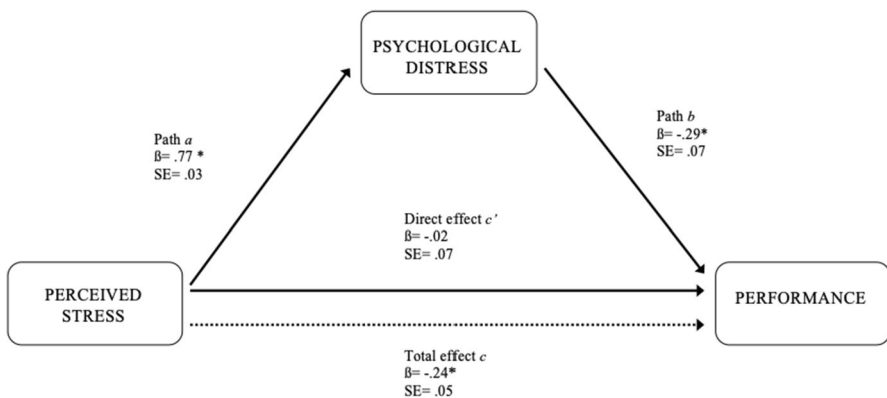 PSYCHOLOGICAL
DISTRESS
Path a
ß= .77 *
SE= .03
Path b
ß= -.29*
SE= .07
Direct effect c'
ß= -.02
SE= .07
PERCEIVED
STRESS
PERFORMANCE
Total effect c
ß= -.24*
SE= .05